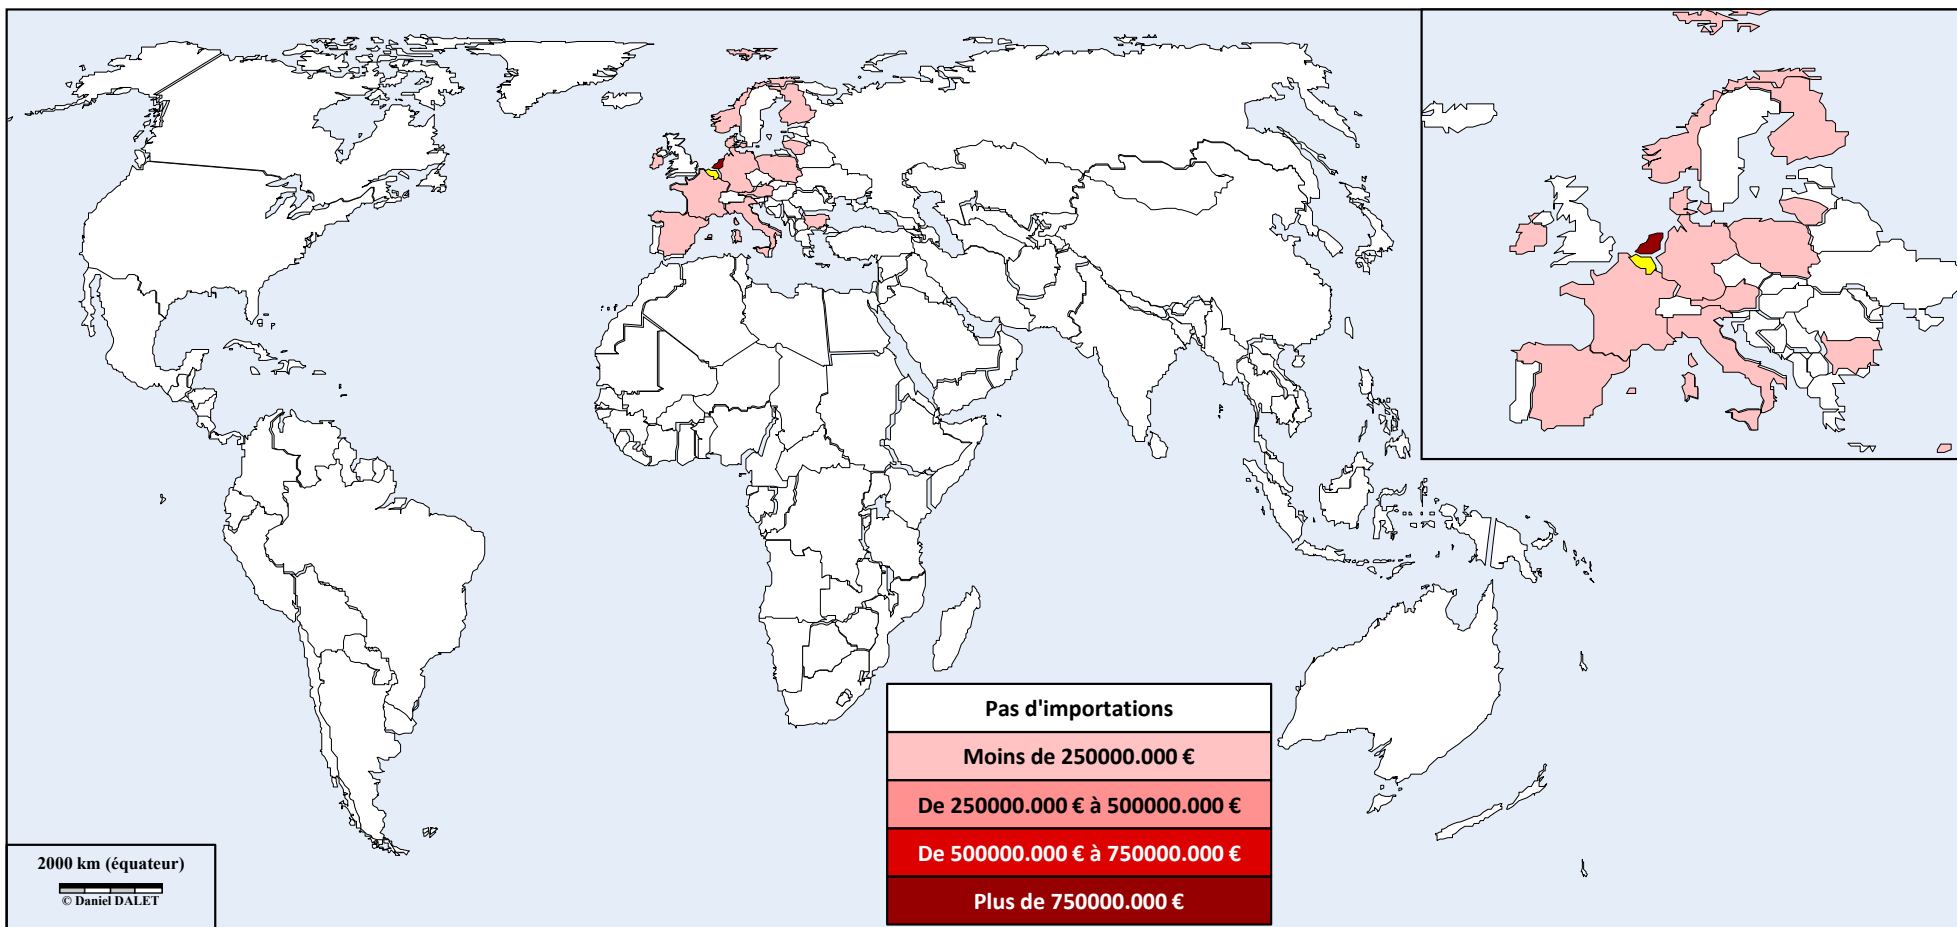 Pas d'importations
Moins de 250000.000 €
De 250000.000 € à 500000.000 €
De 500000.000 € à 750000.000 €
Plus de 750000.000 €
2000 km (équateur)
© Daniel DALET